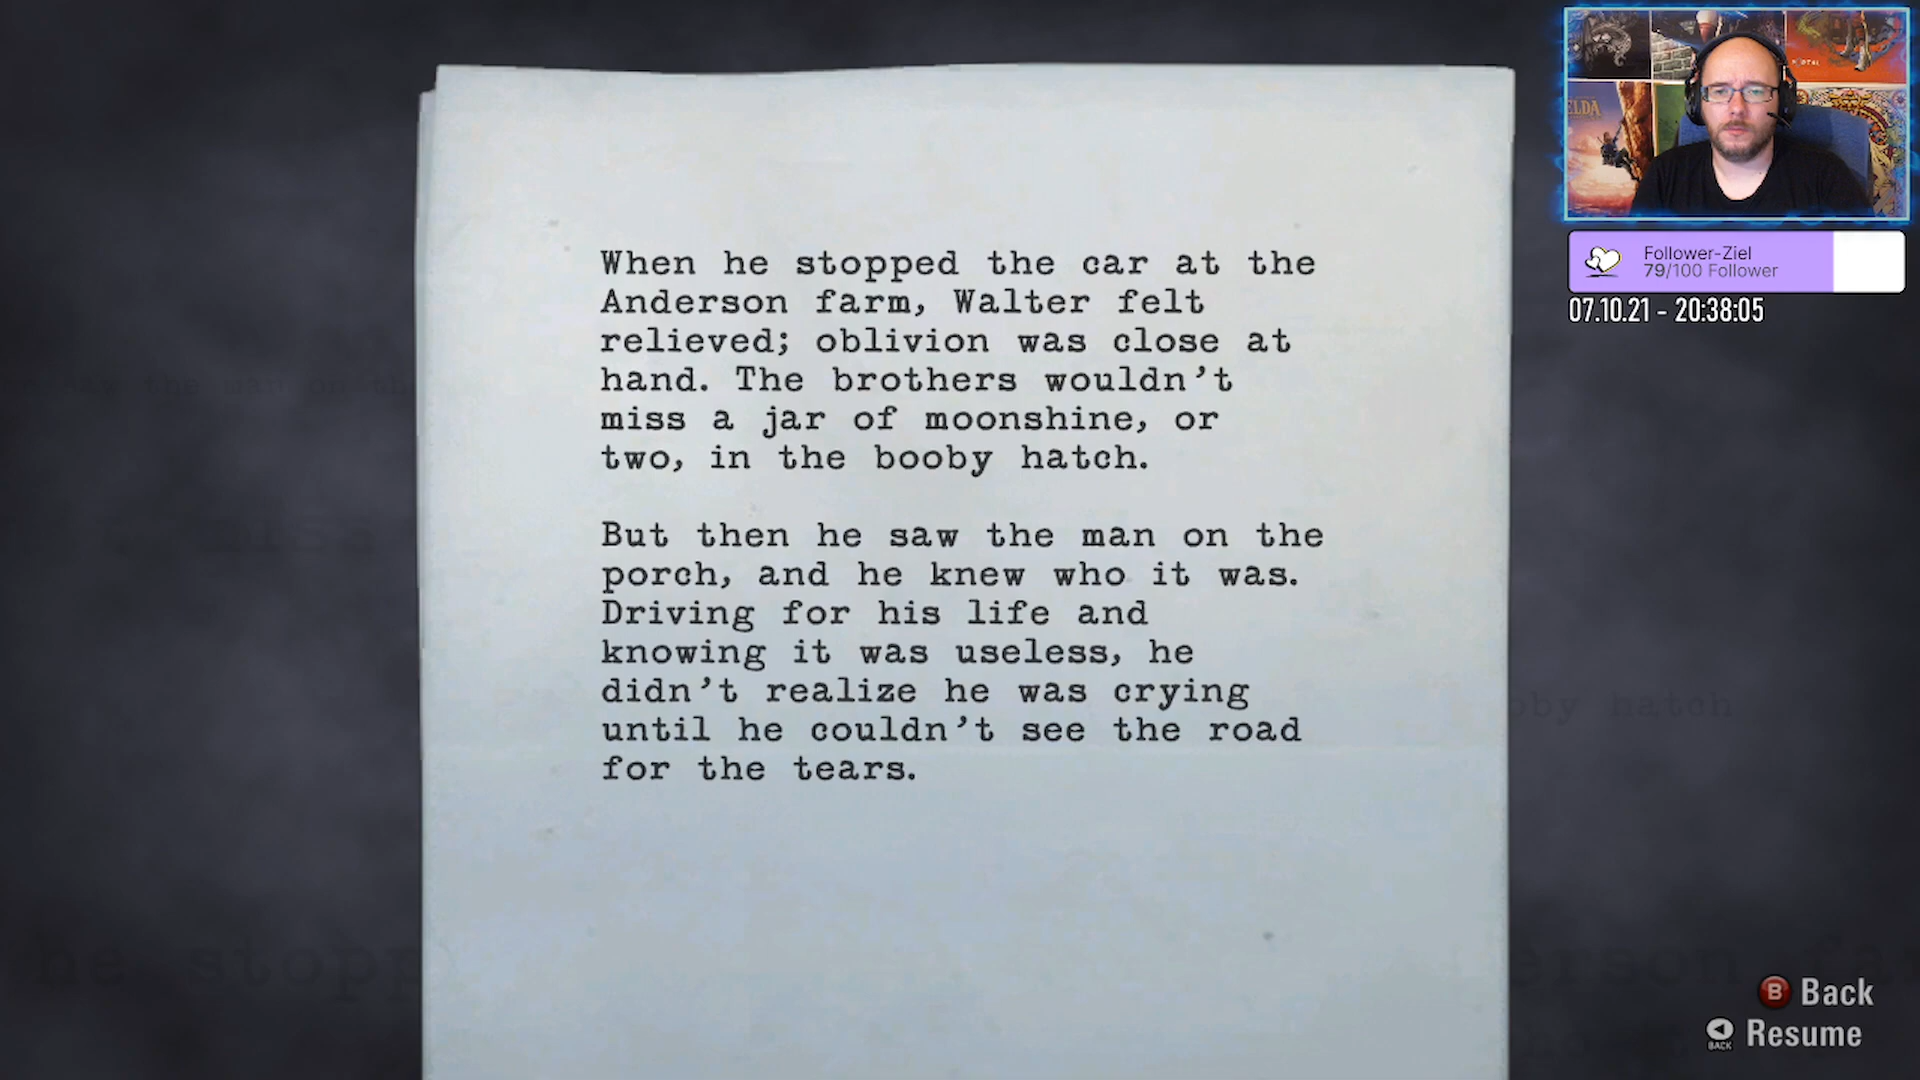 When he stopped the car at the
Anderson farm, Walter felt
relieved; oblivion was close at
hand. The brothers wouldn't
miss a jar of moonshine, or
two, in the booby hatch.
But then he saw the man on the
porch, and he knew who it was.
Driving for his life and
knowing it was useless, he
didn't realize he was crying
until he couldn't see the road
for the tears.
ELDA
Follower-Ziel
79/100 Follower
07.10.21 - 20:38:05
he stopp
B Back
BACK Resume